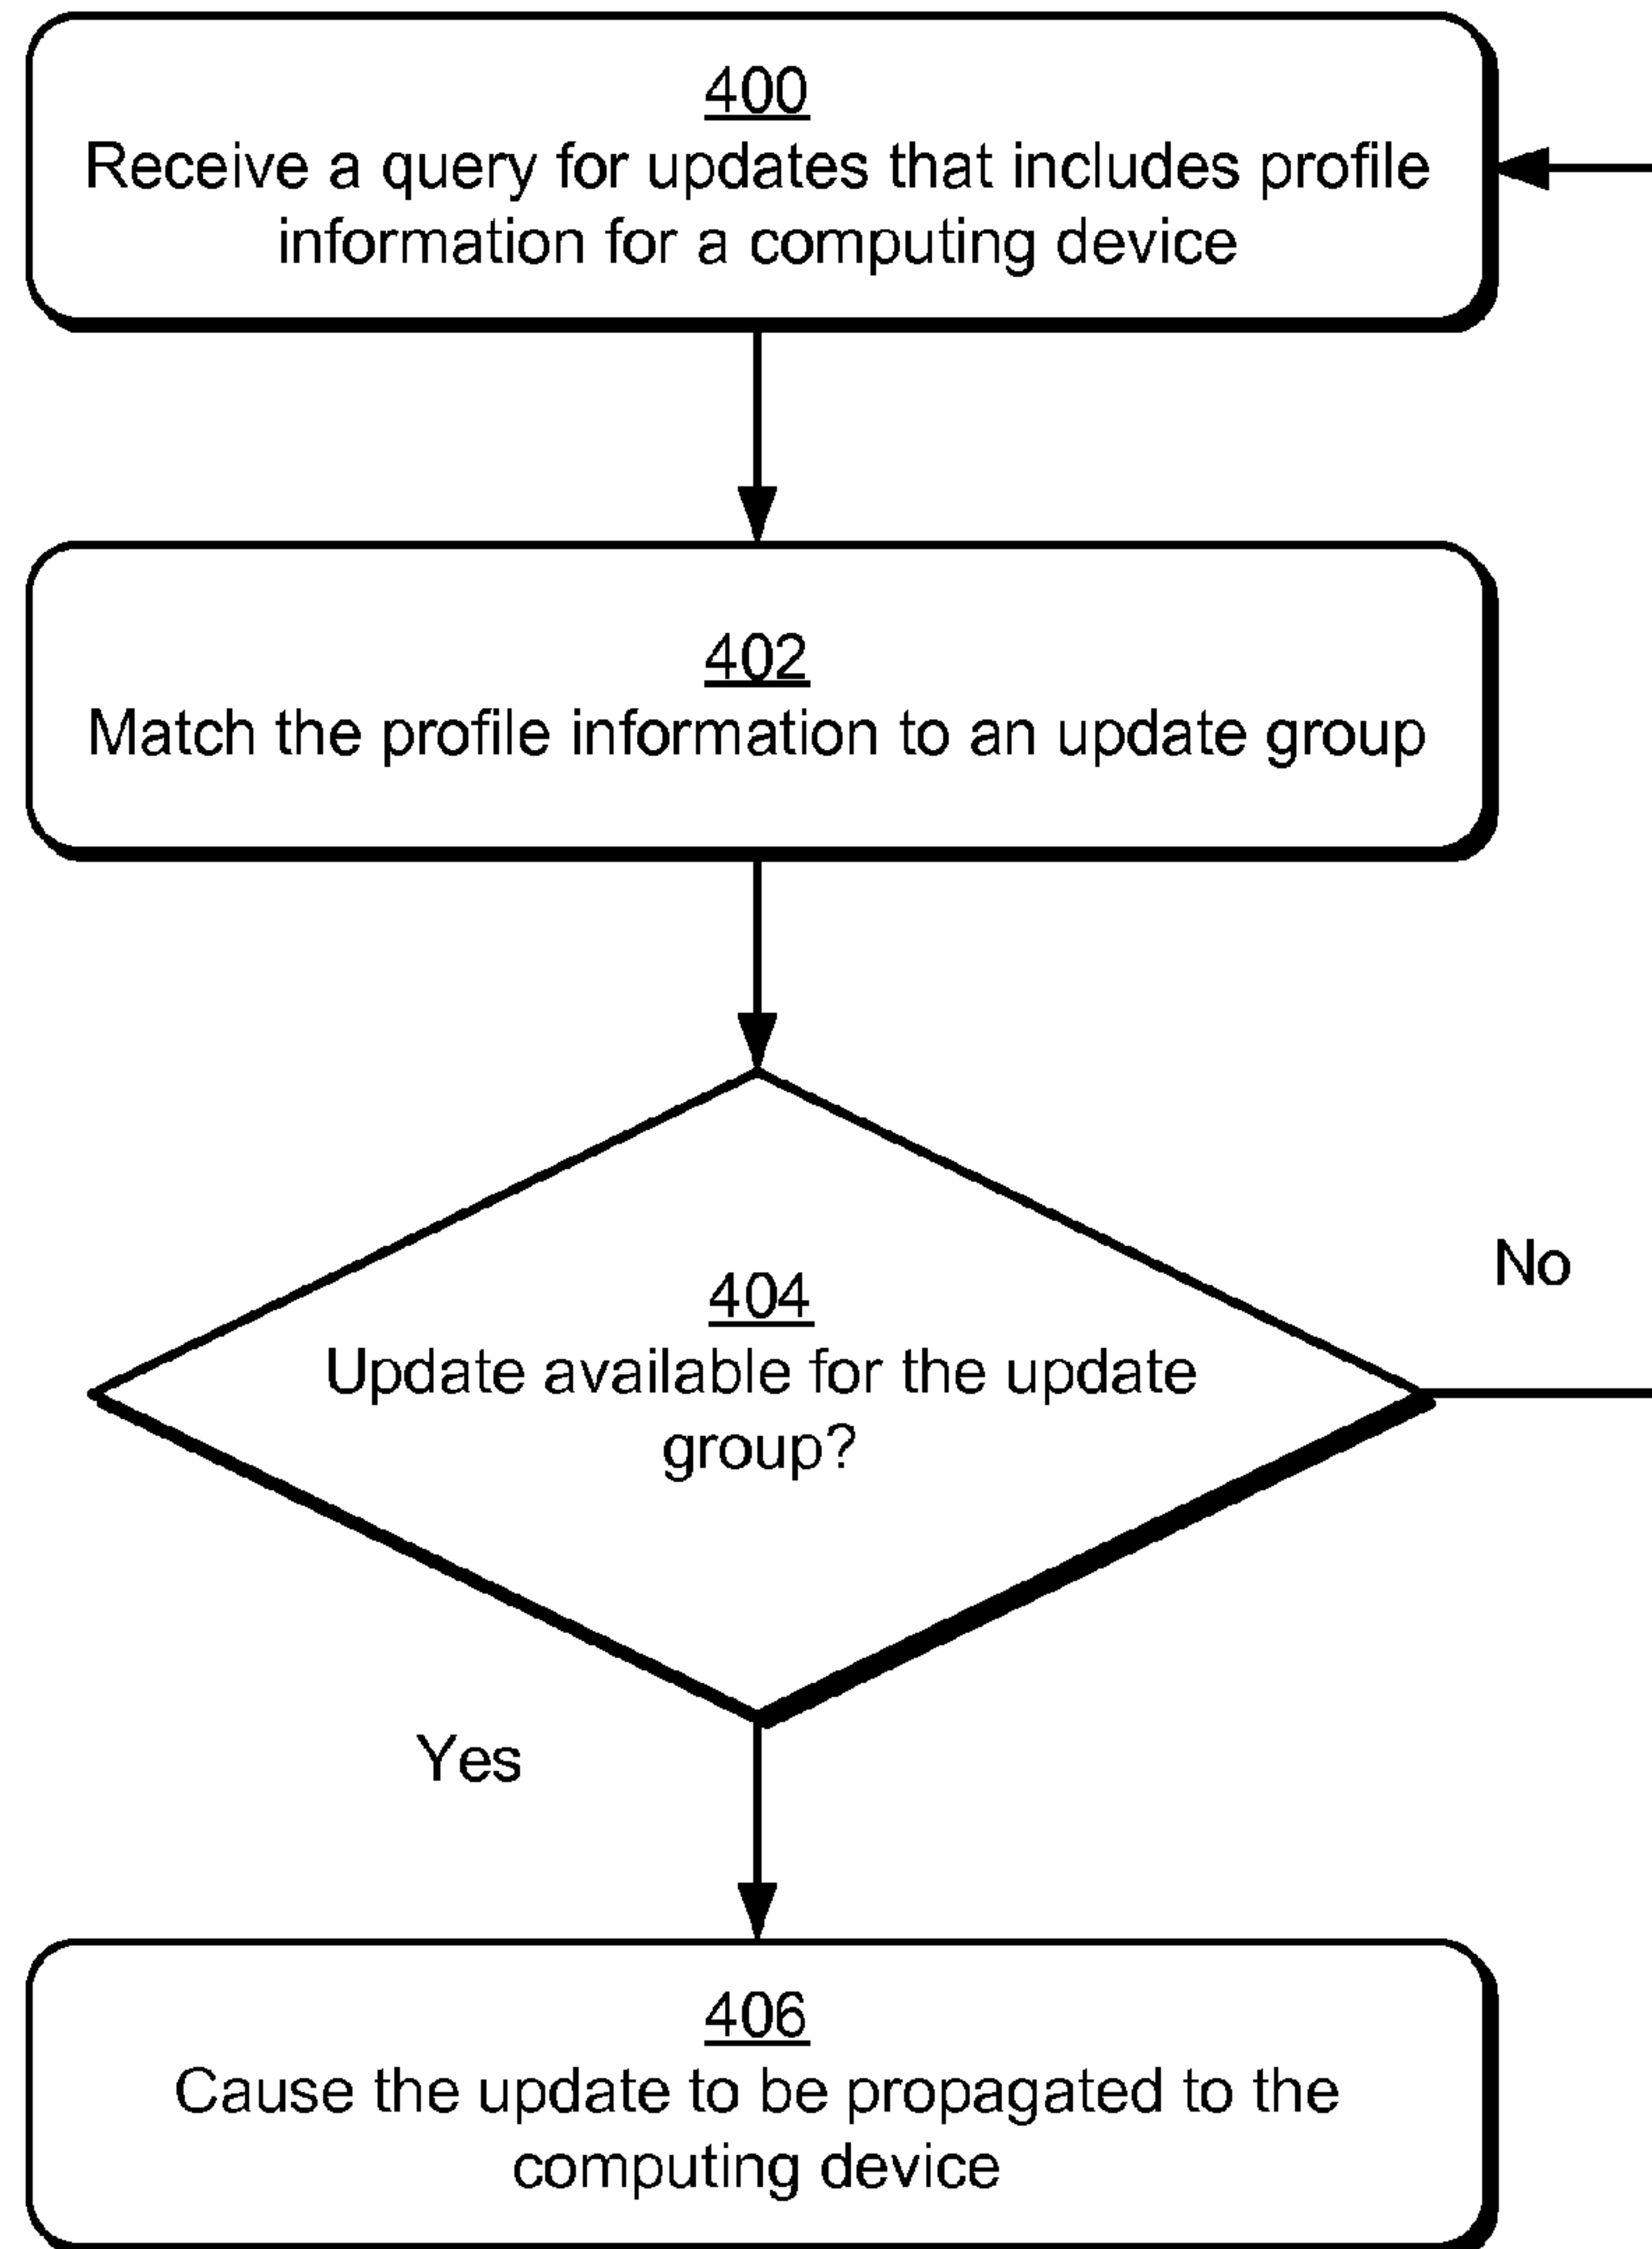 400
Receive a query for updates that includes profile
information for a computing device
402
Match the profile information to an update group
404
Update available for the update
group?
No
Yes
406
Cause the update to be propagated to the
computing device